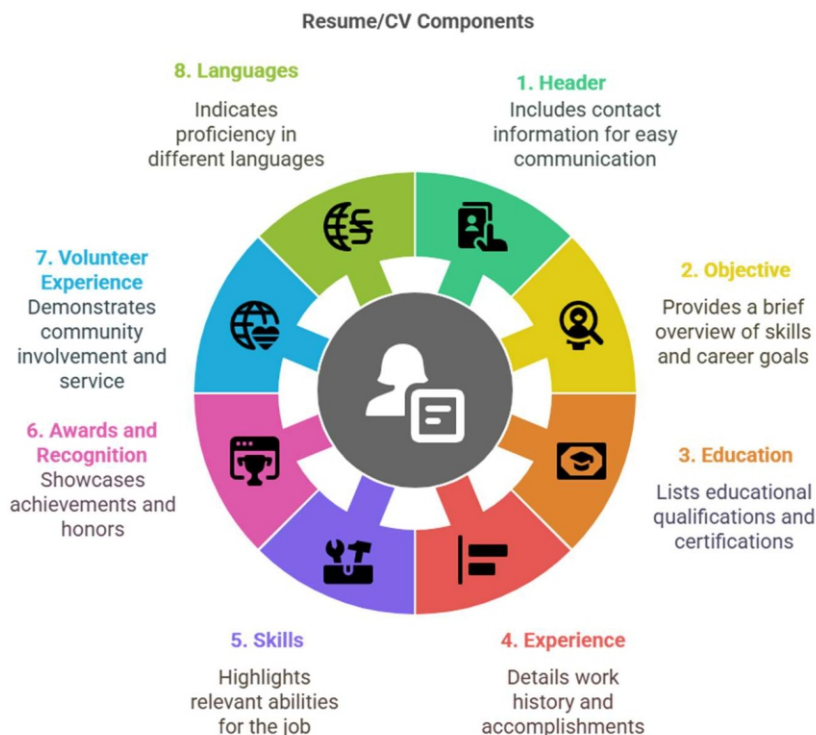 Resume/CV Components
1. Header
Includes contact
information for easy
communication
2. Objective
Provides a brief
overview of skills
and career goals
3. Education
Lists educational
qualifications and
certifications
4. Experience
Details work
history and
accomplishments
5. Skills
Highlights
relevant abilities
for the job
6. Awards and
Recognition
Showcases
achievements and
honors
7. Volunteer
Experience
Demonstrates
community
involvement and
service
8. Languages
Indicates
proficiency in
different languages